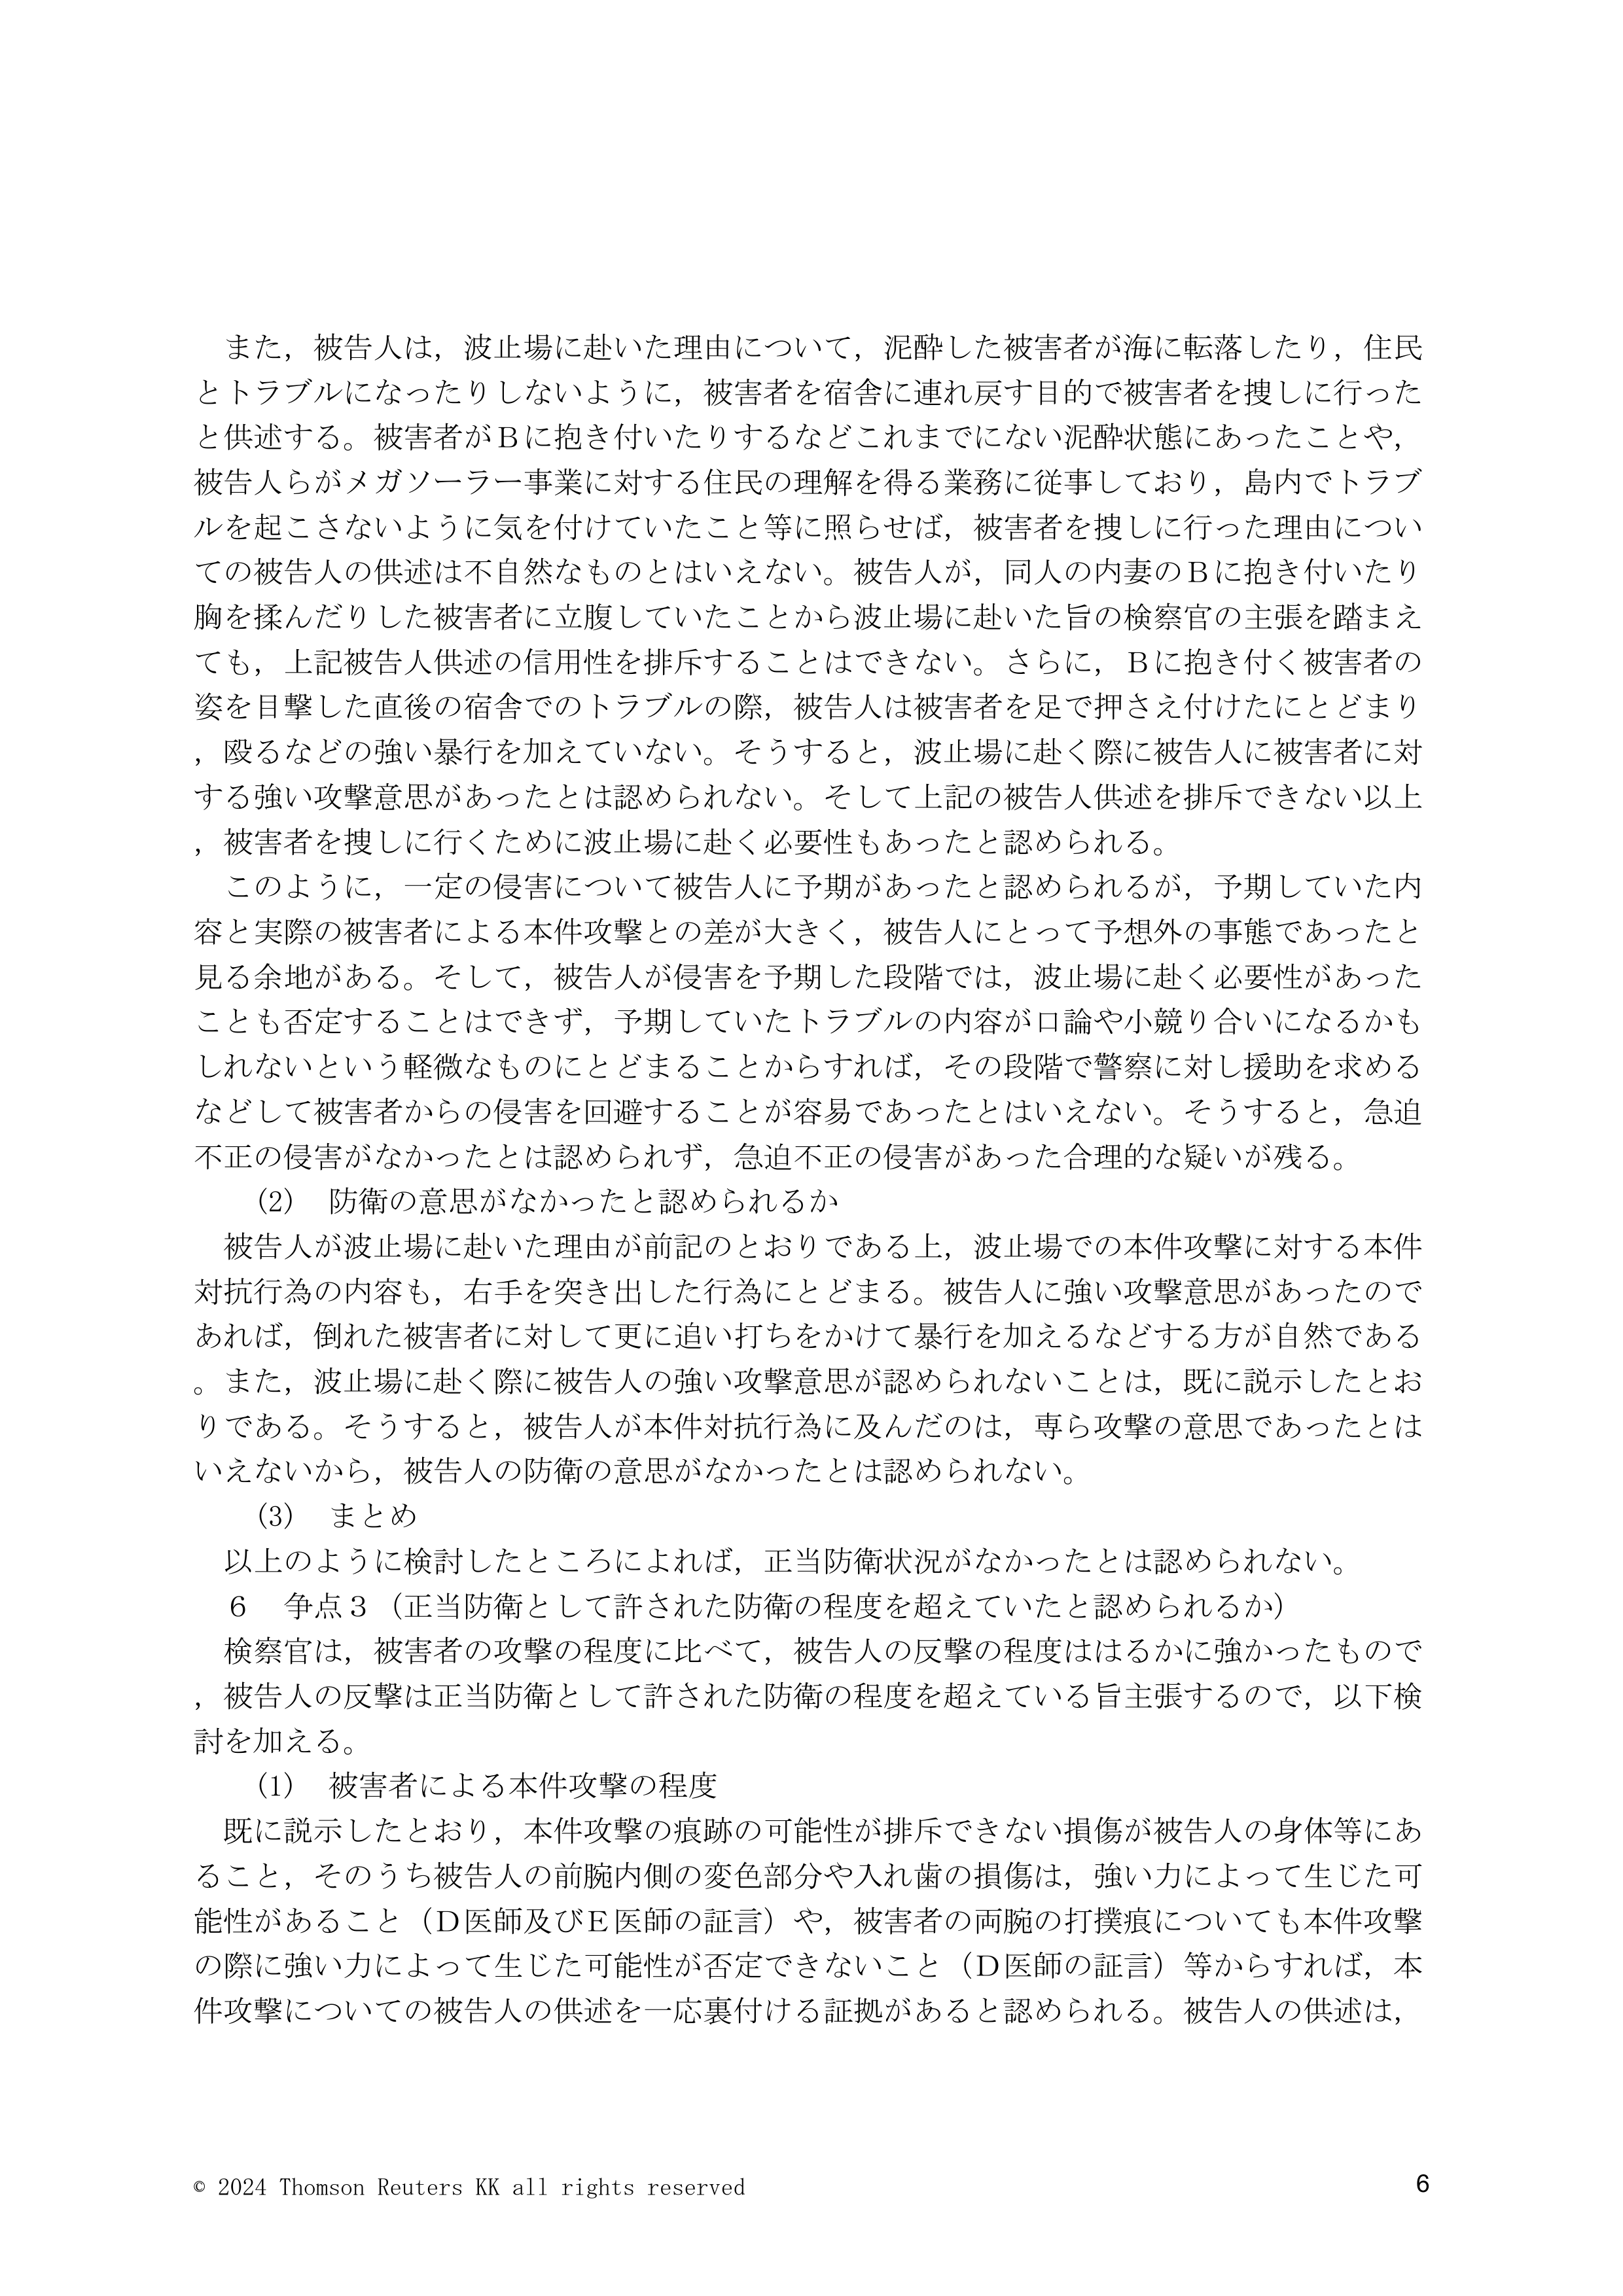 また，被告人は，波止場に赴いた理由について，泥酔した被害者が海に転落したり，住民
とトラブルになったりしないように，被害者を宿舎に連れ戻す目的で被害者を捜しに行った
と供述する。被害者がＢに抱き付いたりするなどこれまでにない泥酔状態にあったことや，
被告人らがメガソーラー事業に対する住民の理解を得る業務に従事しており，島内でトラブ
ルを起こさないように気を付けていたこと等に照らせば，被害者を捜しに行った理由につい
ての被告人の供述は不自然なものとはいえない。被告人が，同人の内妻のＢに抱き付いたり
胸を揉んだりした被害者に立腹していたことから波止場に赴いた旨の検察官の主張を踏まえ
ても，上記被告人供述の信用性を排斥することはできない。さらに，Ｂに抱き付く被害者の
姿を目撃した直後の宿舎でのトラブルの際，被告人は被害者を足で押さえ付けたにとどまり
，殴るなどの強い暴行を加えていない。そうすると，波止場に赴く際に被告人に被害者に対
する強い攻撃意思があったとは認められない。そして上記の被告人供述を排斥できない以上
，被害者を捜しに行くために波止場に赴く必要性もあったと認められる。
このように，一定の侵害について被告人に予期があったと認められるが，予期していた内
容と実際の被害者による本件攻撃との差が大きく，被告人にとって予想外の事態であったと
見る余地がある。そして，被告人が侵害を予期した段階では，波止場に赴く必要性があった
ことも否定することはできず，予期していたトラブルの内容が口論や小競り合いになるかも
しれないという軽微なものにとどまることからすれば，その段階で警察に対し援助を求める
などして被害者からの侵害を回避することが容易であったとはいえない。そうすると，急迫
不正の侵害がなかったとは認められず，急迫不正の侵害があった合理的な疑いが残る。
(2)　防衛の意思がなかったと認められるか
被告人が波止場に赴いた理由が前記のとおりである上，波止場での本件攻撃に対する本件
対抗行為の内容も，右手を突き出した行為にとどまる。被告人に強い攻撃意思があったので
あれば，倒れた被害者に対して更に追い打ちをかけて暴行を加えるなどする方が自然である
。また，波止場に赴く際に被告人の強い攻撃意思が認められないことは，既に説示したとお
りである。そうすると，被告人が本件対抗行為に及んだのは，専ら攻撃の意思であったとは
いえないから，被告人の防衛の意思がなかったとは認められない。
(3)　まとめ
以上のように検討したところによれば，正当防衛状況がなかったとは認められない。
６　争点３（正当防衛として許された防衛の程度を超えていたと認められるか）
検察官は，被害者の攻撃の程度に比べて，被告人の反撃の程度ははるかに強かったもので
，被告人の反撃は正当防衛として許された防衛の程度を超えている旨主張するので，以下検
討を加える。
(1)　被害者による本件攻撃の程度
既に説示したとおり，本件攻撃の痕跡の可能性が排斥できない損傷が被告人の身体等にあ
ること，そのうち被告人の前腕内側の変色部分や入れ歯の損傷は，強い力によって生じた可
能性があること（Ｄ医師及びＥ医師の証言）や，被害者の両腕の打撲痕についても本件攻撃
の際に強い力によって生じた可能性が否定できないこと（Ｄ医師の証言）等からすれば，本
件攻撃についての被告人の供述を一応裏付ける証拠があると認められる。被告人の供述は，
© 2024 Thomson Reuters KK all rights reserved
6